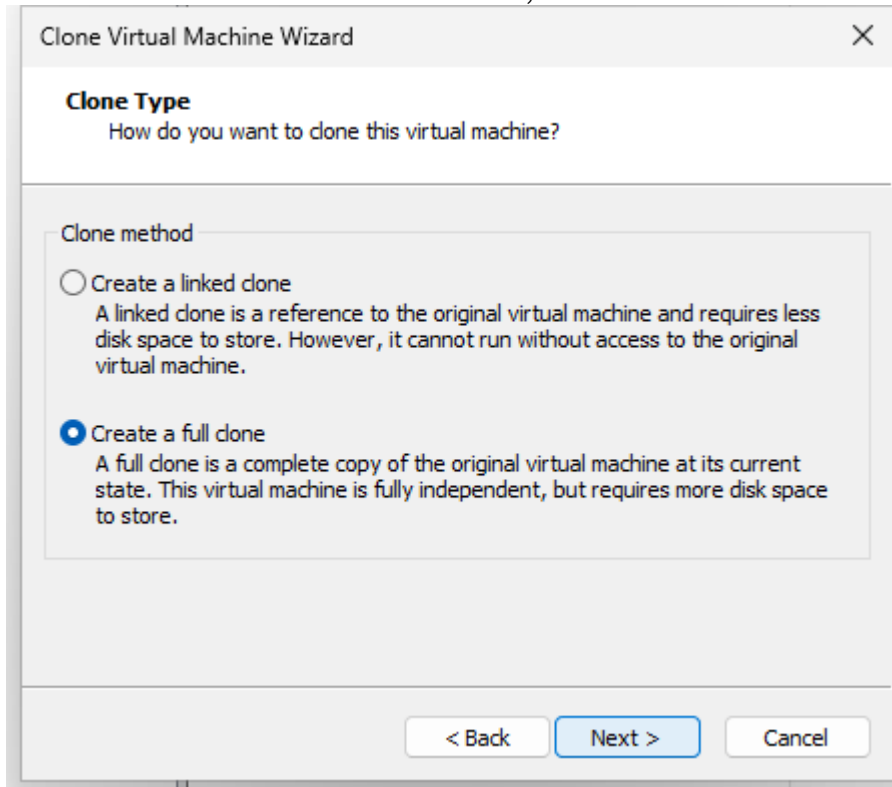 Clone Virtual Machine Wizard
Clone Type
How do you want to clone this virtual machine?
Clone method
Create a linked clone
A linked clone is a reference to the original virtual machine and requires less
disk space to store. However, it cannot run without access to the original
virtual machine.
Create a full clone
A full clone is a complete copy of the original virtual machine at its current
state. This virtual machine is fully independent, but requires more disk space
to store.
< Back Next > Cancel